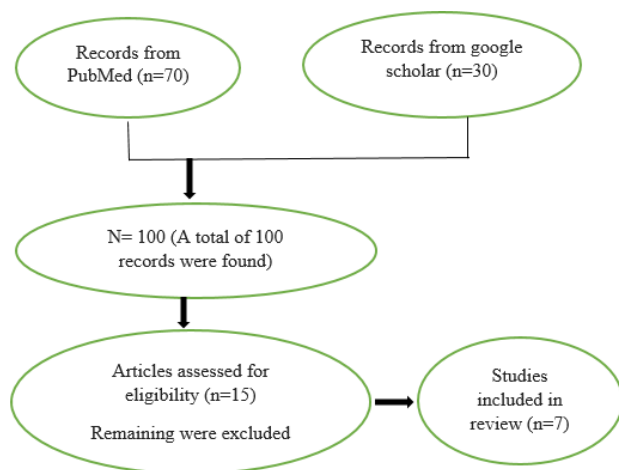 Records from
PubMed (n=70)
Records from google
scholar (n=30)
N= 100 (A total of 100
records were found)
Articles assessed for
eligibility (n=15)
Remaining were excluded
Studies
included in
review (n=7)